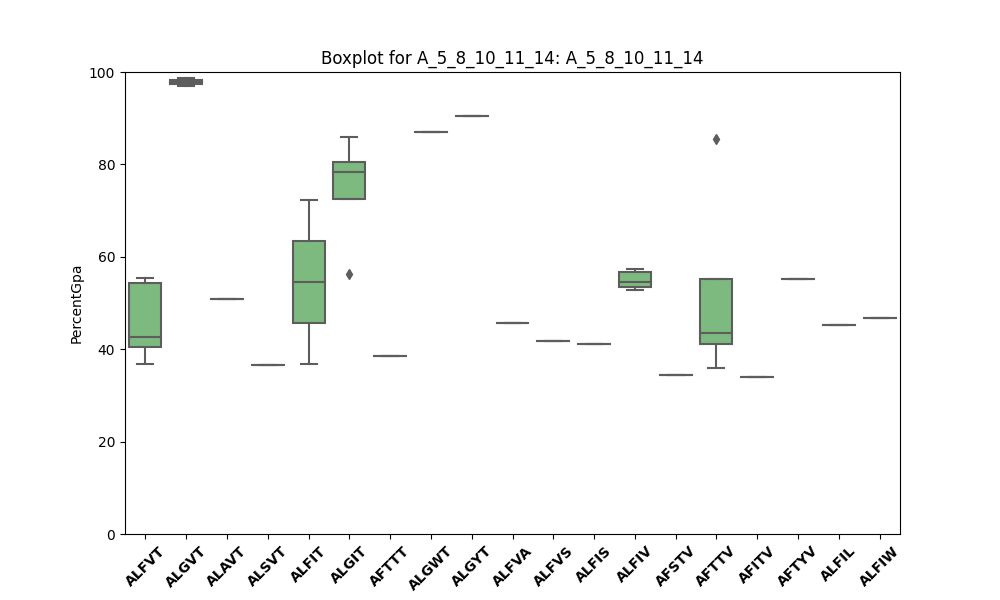 Boxplot for A_5_8_10_11_14: A_5_8_10_11_14
PercentGpa
100
80
60
40
20
0
ALFVT
ALGVT
ALAVT
ALSVT
ALFIT
ALGIT
AFTTT
ALGWT
ALGYT
ALFVA
ALFVS
ALFIS
ALFIV
AFSTV
AFTTV
AFITV
AFTYV
ALFIL
ALFIW